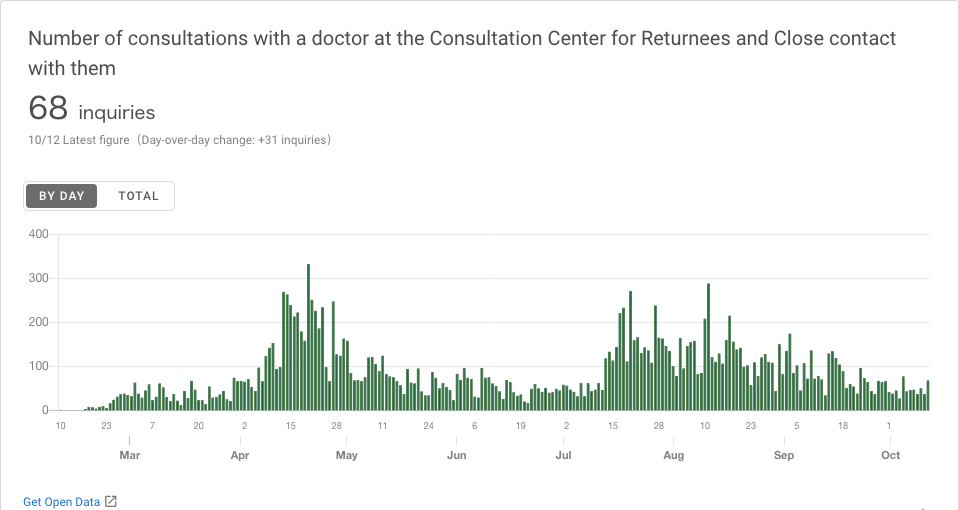 Number of consultations with a doctor at the Consultation Center for Returnees and Close contact
with them
68 inquiries
10/12 Latest figure (Day-over-day change: +31 inquiries)
BY DAY TOTAL
400
300
200
100
0
10 23 7 20 2 15 28 11 24 6 19 2 15 28 10 23 5 18 1
Mar Apr May Jun Jul Aug Sep Oct
Get Open Data